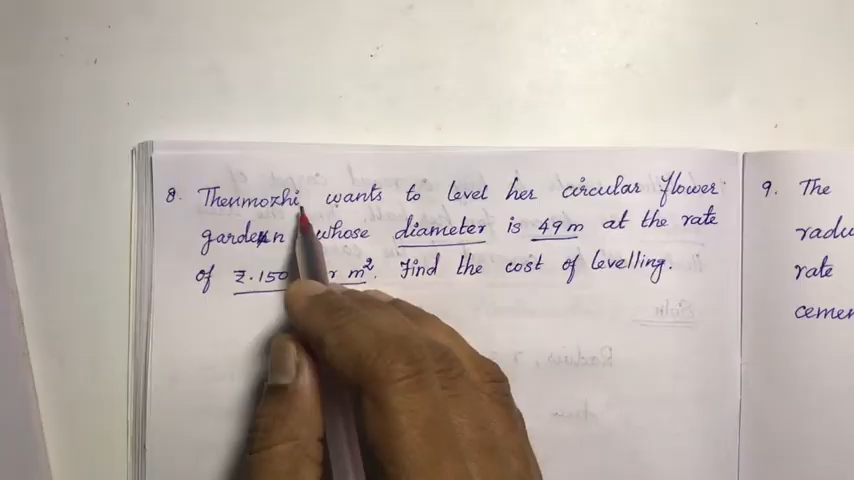 8. Thenmozhi wants to level her circular flower
garden whose diameter is 49 m at the rate
of ₹.150 r m². Find the cost of levelling.
9. The
radu
rate
cemen
Soln
Radius,